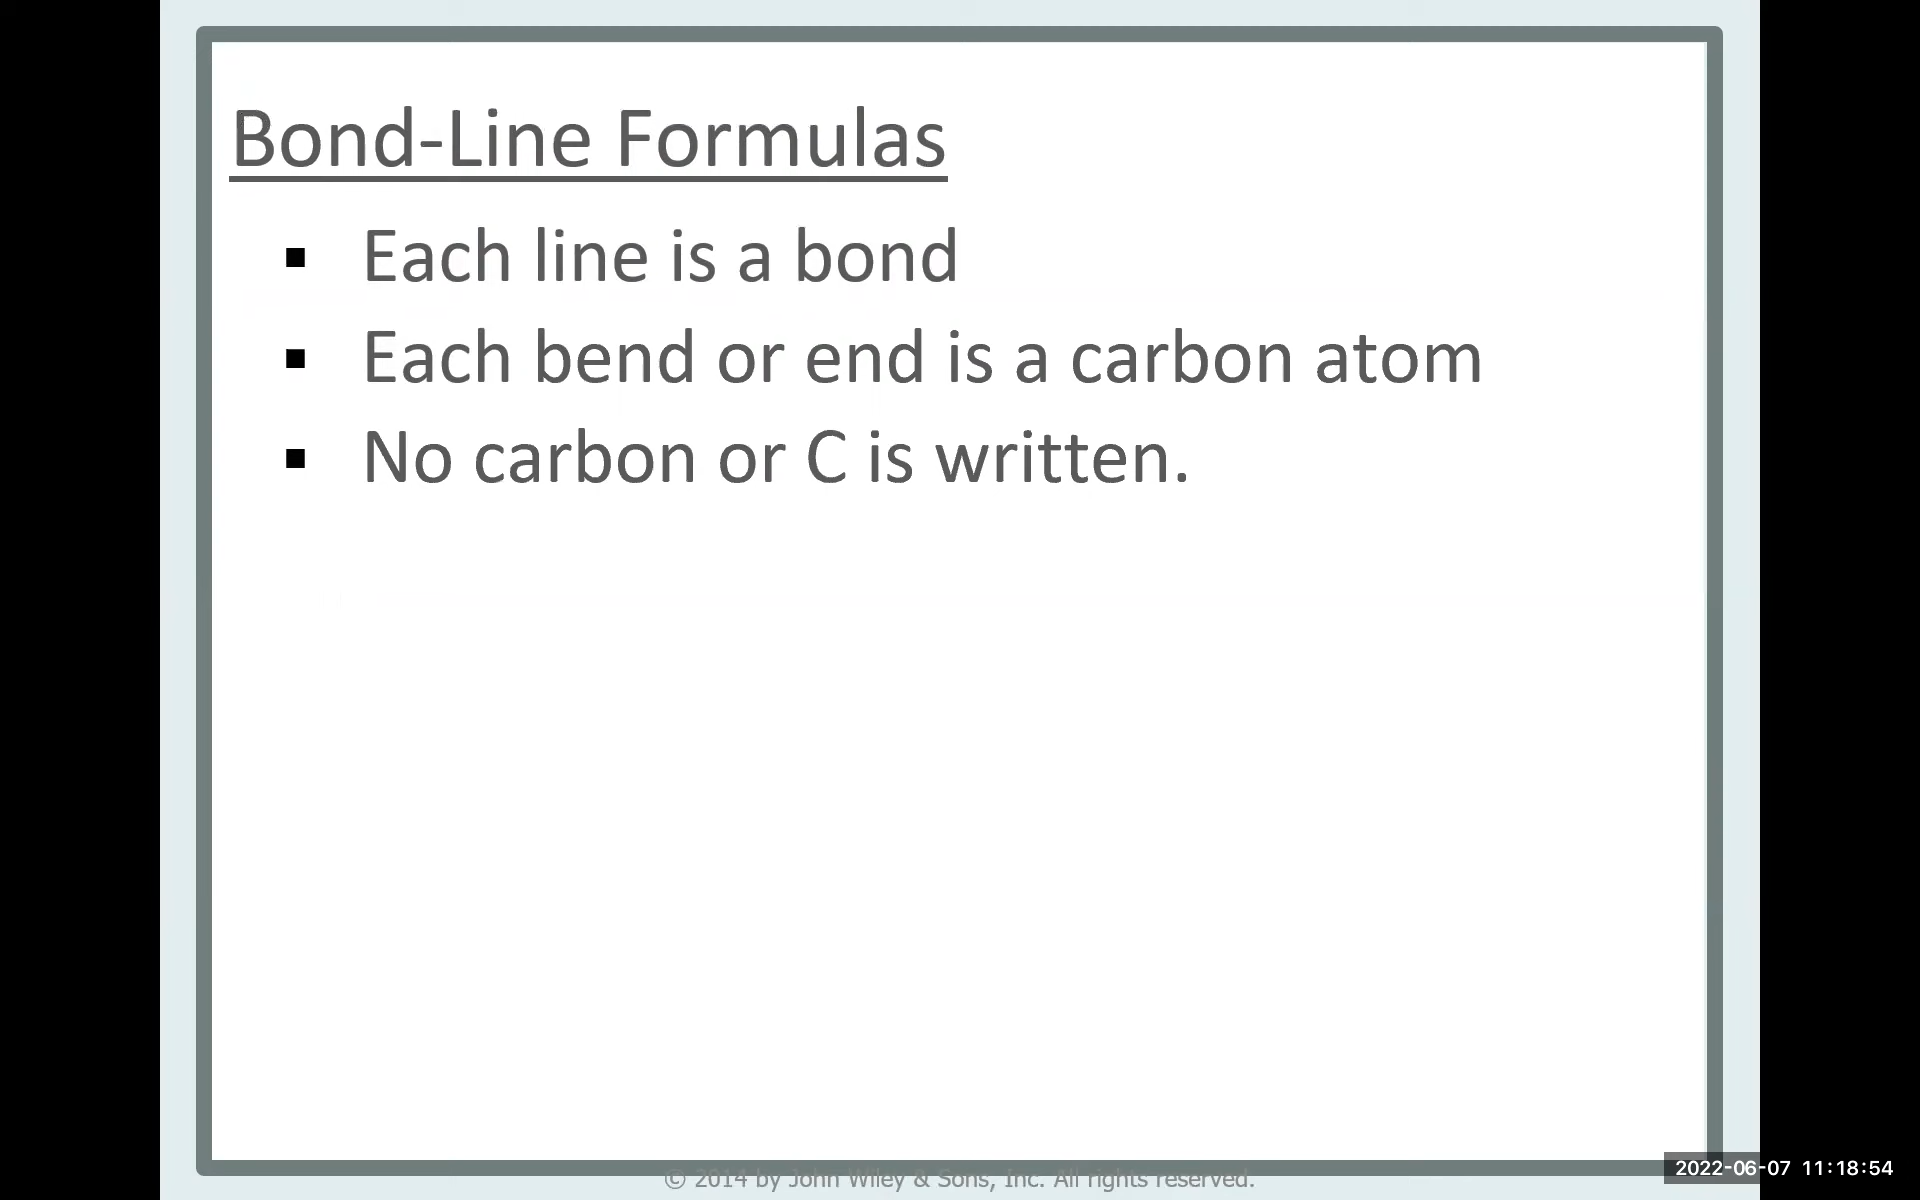 Bond-Line Formulas
▪ Each line is a bond
▪ Each bend or end is a carbon atom
▪ No carbon or C is written.
© 2014 by John Wiley & Sons, Inc. All rights reserved.
2022-06-07 11:18:54